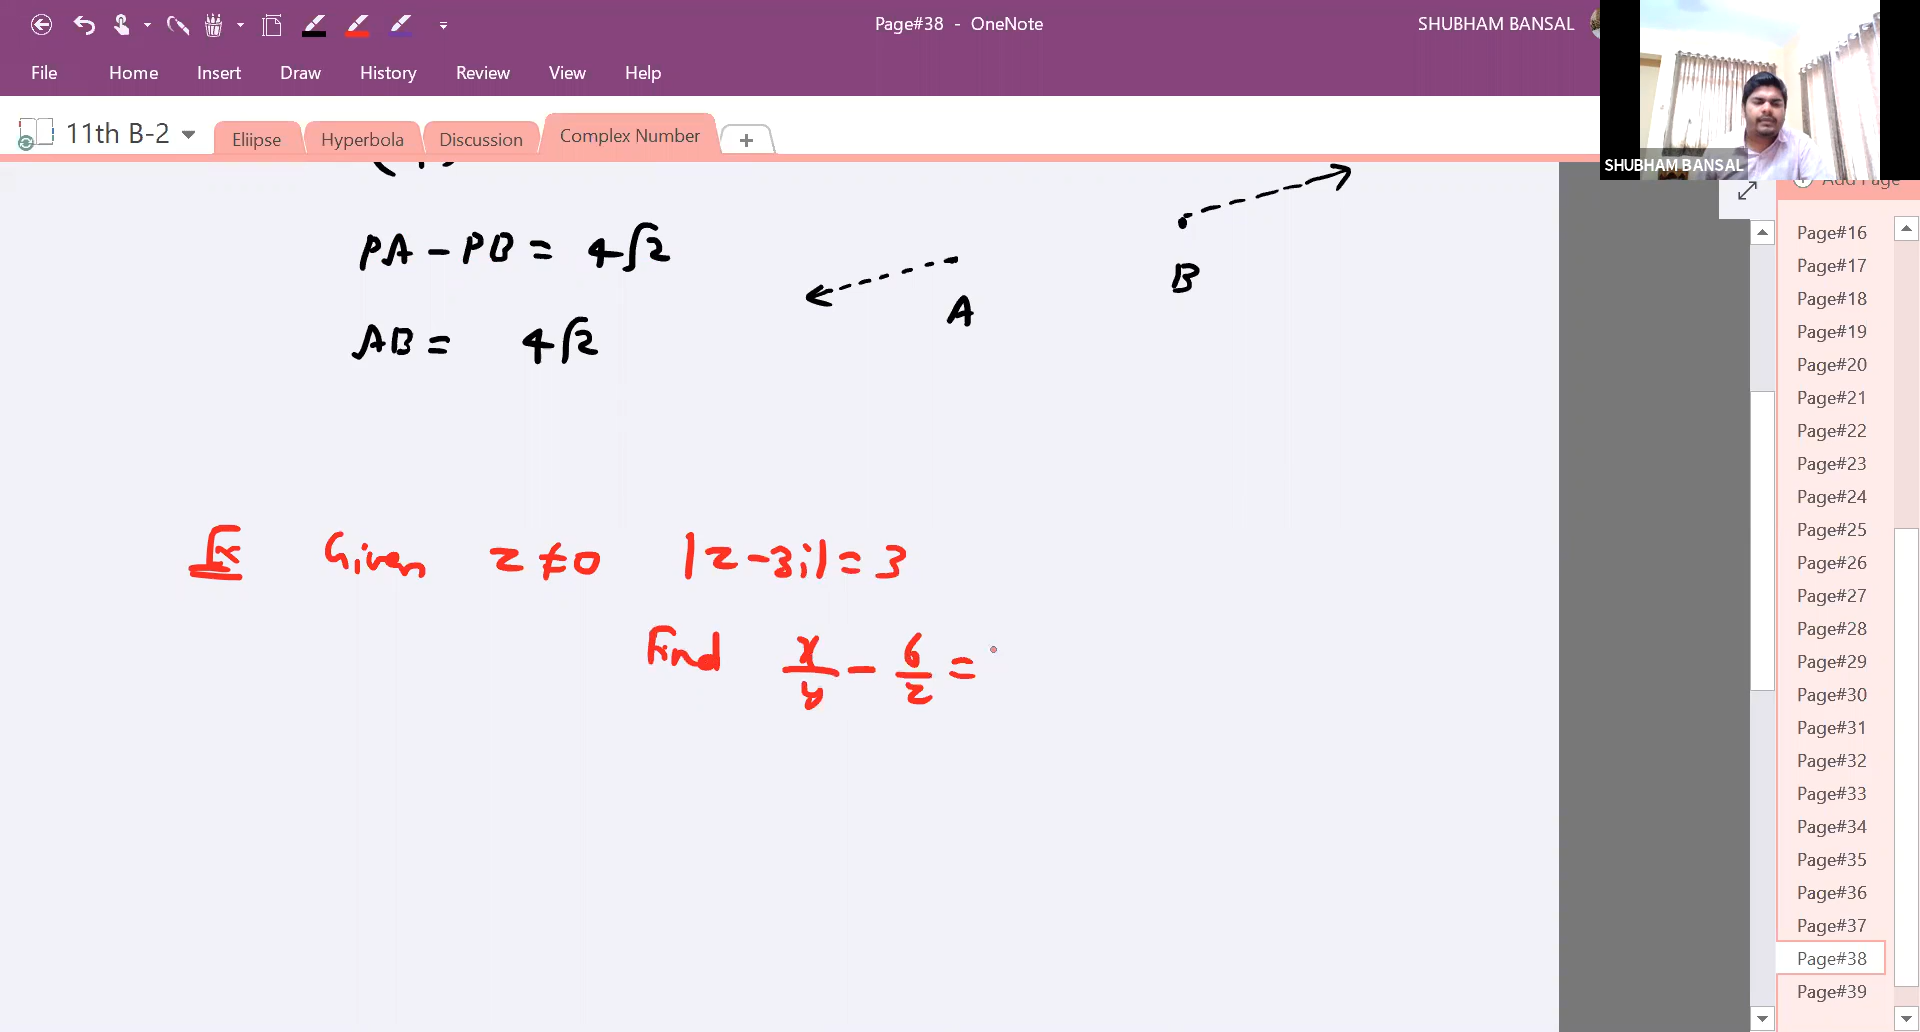 Page#38 - OneNote
SHUBHAM BANSAL
File Home Insert Draw History Review View Help
SHUBHAM BANSAL
11th B-2 Eliipse Hyperbola Discussion Complex Number +
Add Page
PA - PB = 4√2
B
A
AB = 4√2
Ex Given z ≠ 0 |z - 3i| = 3
Find x/y - 6/z =
Page#16
Page#17
Page#18
Page#19
Page#20
Page#21
Page#22
Page#23
Page#24
Page#25
Page#26
Page#27
Page#28
Page#29
Page#30
Page#31
Page#32
Page#33
Page#34
Page#35
Page#36
Page#37
Page#38
Page#39